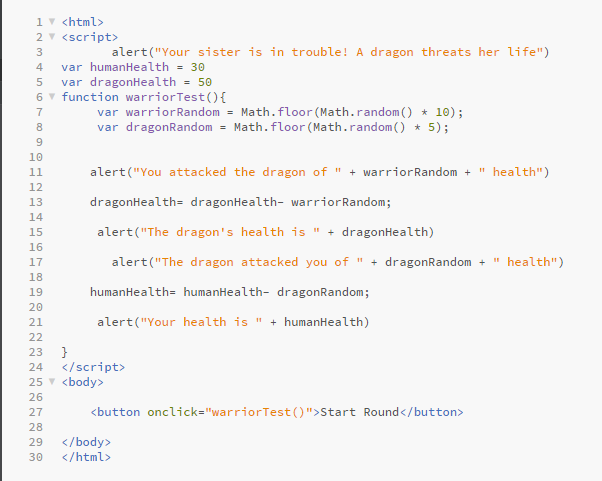 1 <html>
2 <script>
3 alert("Your sister is in trouble! A dragon threats her life")
4 var humanHealth = 30
5 var dragonHealth = 50
6 function warriorTest(){
7 var warriorRandom = Math.floor(Math.random() * 10);
8 var dragonRandom = Math.floor(Math.random() * 5);
9
10
11 alert("You attacked the dragon of " + warriorRandom + " health")
12
13 dragonHealth= dragonHealth- warriorRandom;
14
15 alert("The dragon's health is " + dragonHealth)
16
17 alert("The dragon attacked you of " + dragonRandom + " health")
18
19 humanHealth= humanHealth- dragonRandom;
20
21 alert("Your health is " + humanHealth)
22
23 }
24 </script>
25 <body>
26
27 <button onclick="warriorTest()">Start Round</button>
28
29 </body>
30 </html>